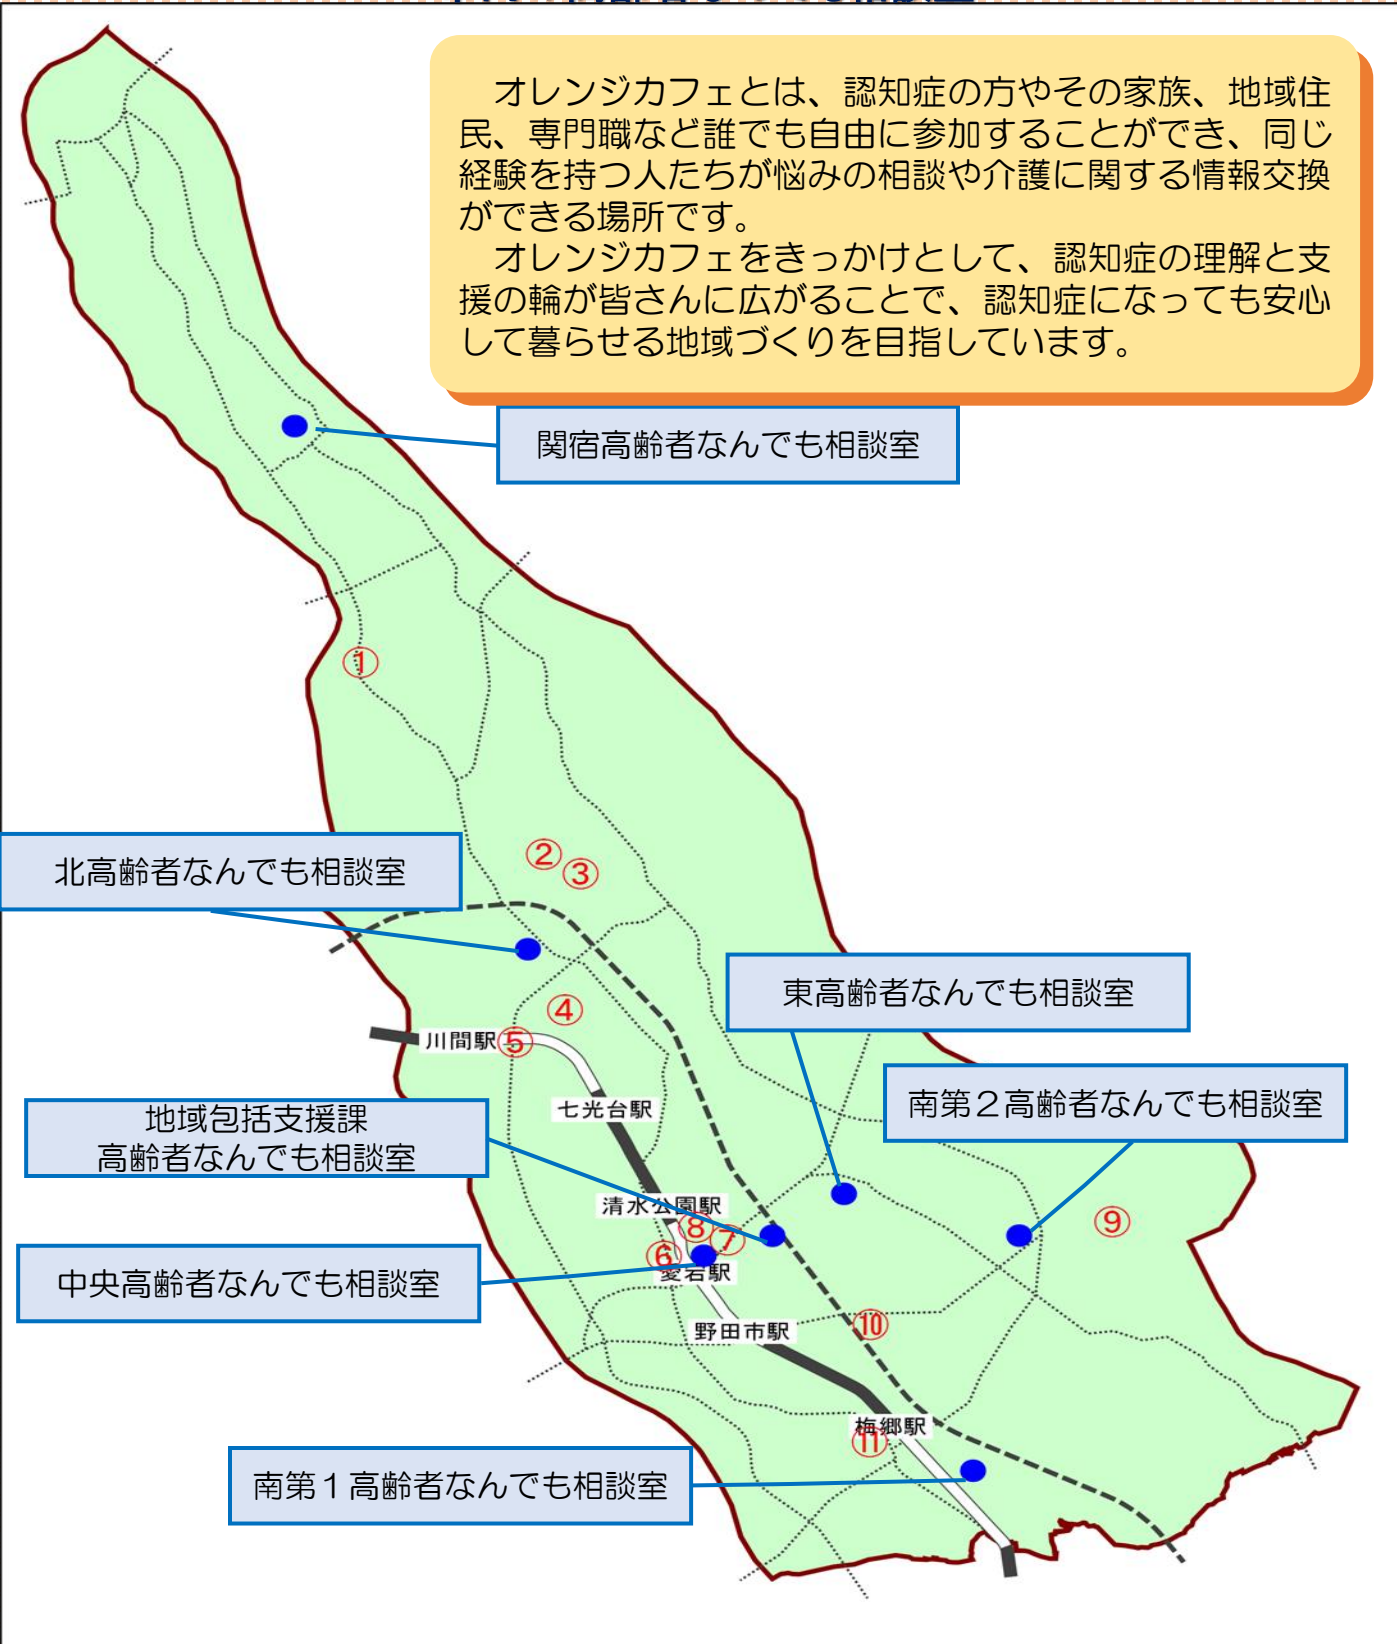 オレンジカフェとは、認知症の方やその家族、地域住
民、専門職など誰でも自由に参加することができ、同じ
経験を持つ人たちが悩みの相談や介護に関する情報交換
ができる場所です。
オレンジカフェをきっかけとして、認知症の理解と支
援の輪が皆さんに広がることで、認知症になっても安心
して暮らせる地域づくりを目指しています。
関宿高齢者なんでも相談室
①
②
③
北高齢者なんでも相談室
東高齢者なんでも相談室
④
川間駅
⑤
南第2高齢者なんでも相談室
七光台駅
地域包括支援課
高齢者なんでも相談室
清水公園駅
⑧
⑦
⑨
⑥
愛宕駅
中央高齢者なんでも相談室
⑩
野田市駅
梅郷駅
⑪
南第1高齢者なんでも相談室